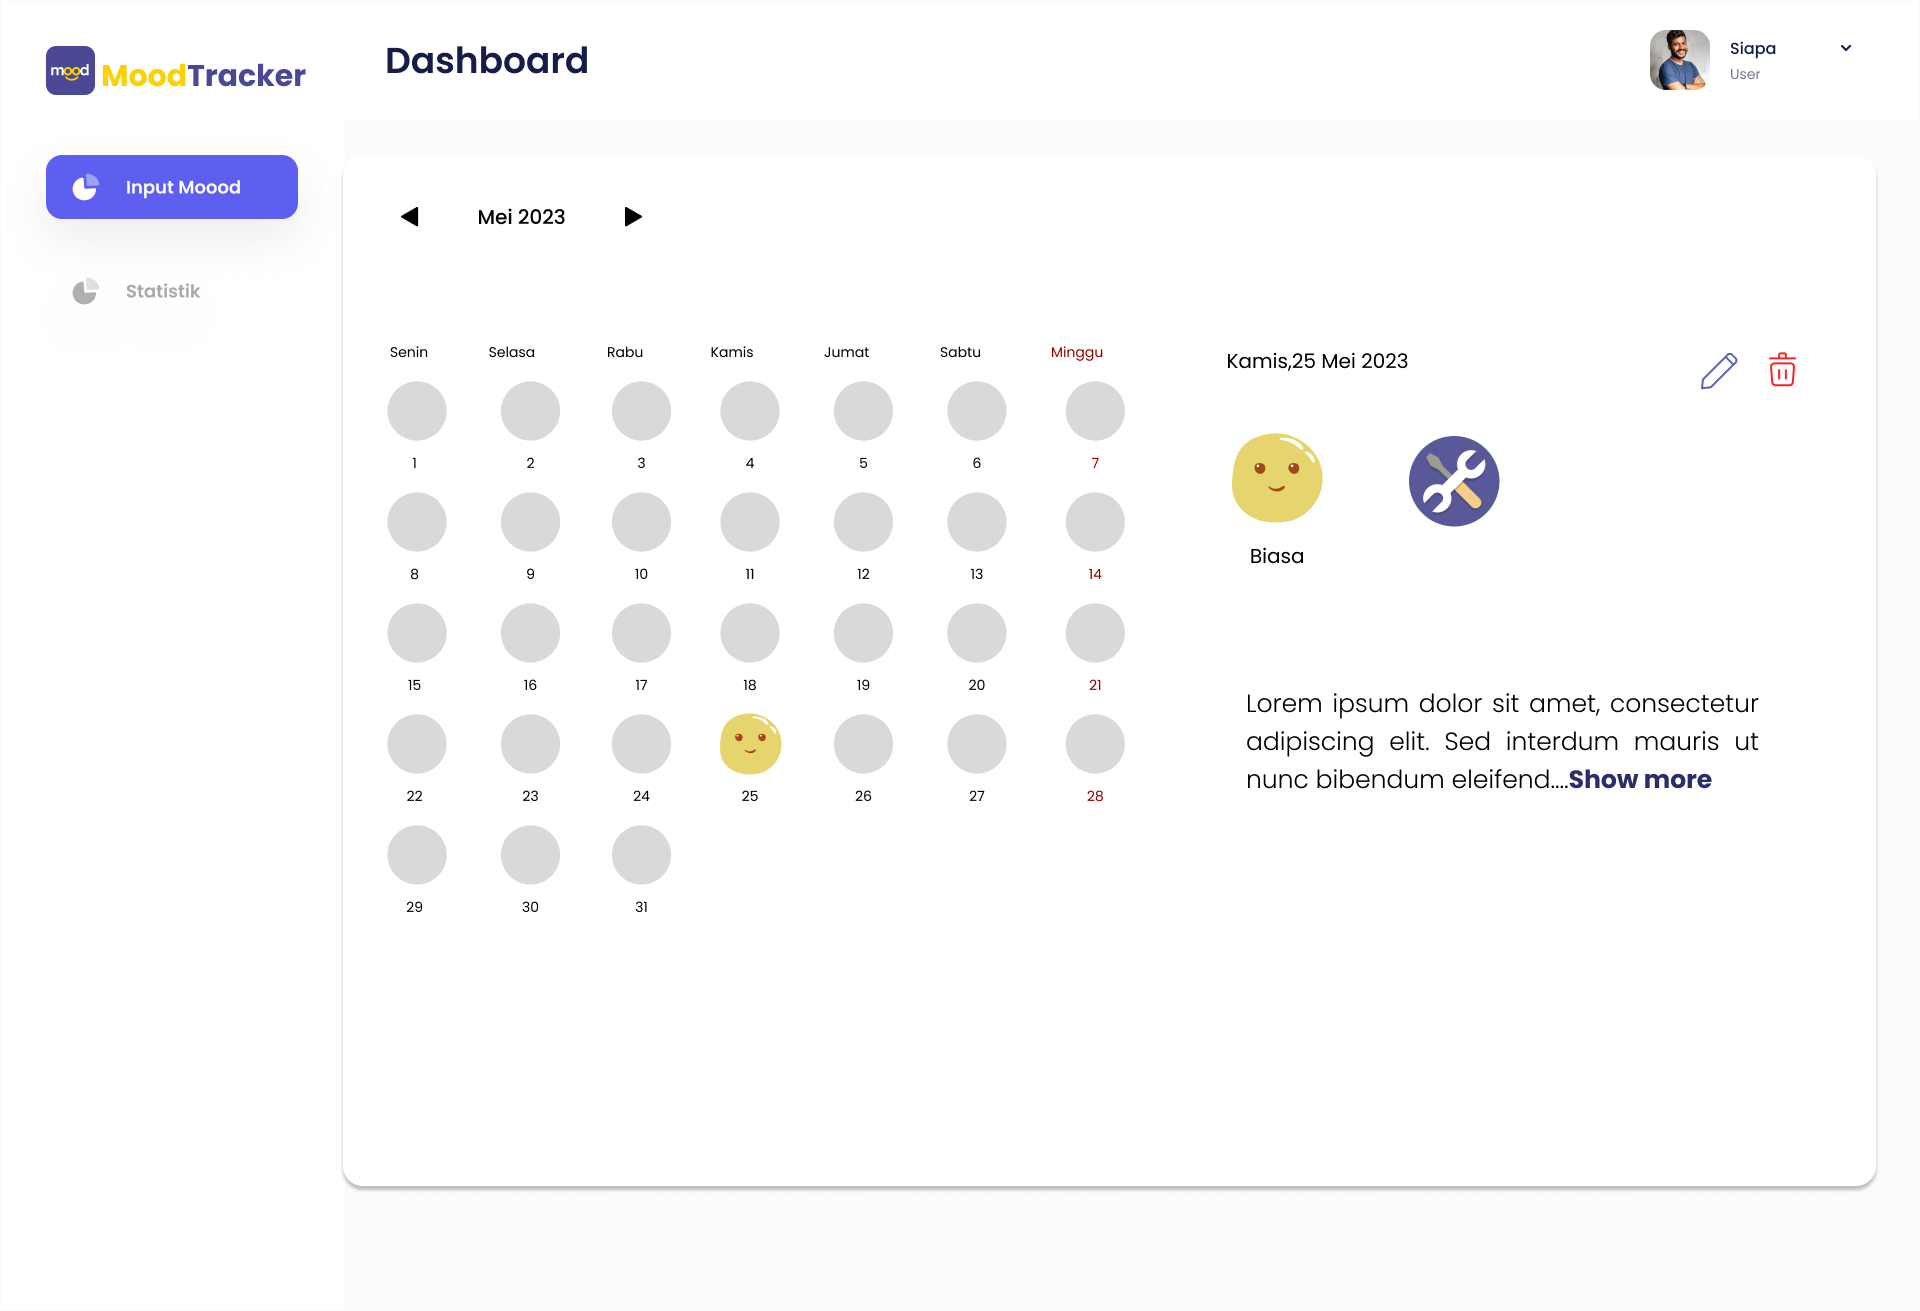 mood
MoodTracker
Dashboard
Siapa
User
Input Moood
Statistik
Mei 2023
Senin Selasa Rabu Kamis Jumat Sabtu Minggu
1 2 3 4 5 6 7
8 9 10 11 12 13 14
15 16 17 18 19 20 21
22 23 24 25 26 27 28
29 30 31
Kamis,25 Mei 2023
Biasa
Lorem ipsum dolor sit amet, consectetur
adipiscing elit. Sed interdum mauris ut
nunc bibendum eleifend....Show more